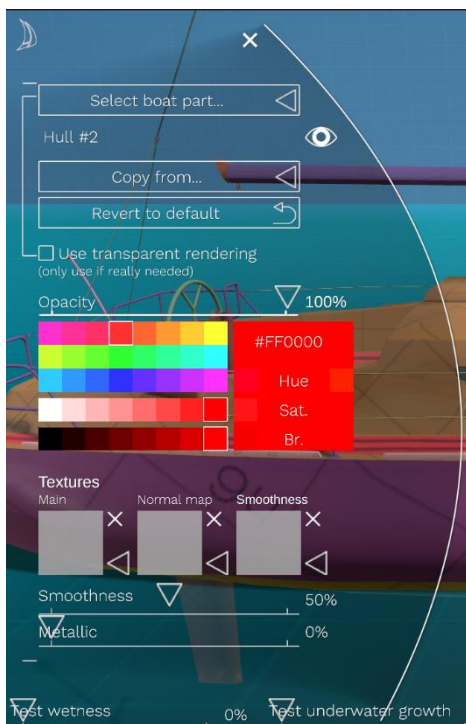 Select boat part...
Hull #2
Copy from...
Revert to default
Use transparent rendering
(only use if really needed)
Opacity 100%
#FF0000
Hue
Sat.
Br.
Textures
Main Normal map Smoothness
Smoothness 50%
Metallic 0%
Test wetness 0% Test underwater growth